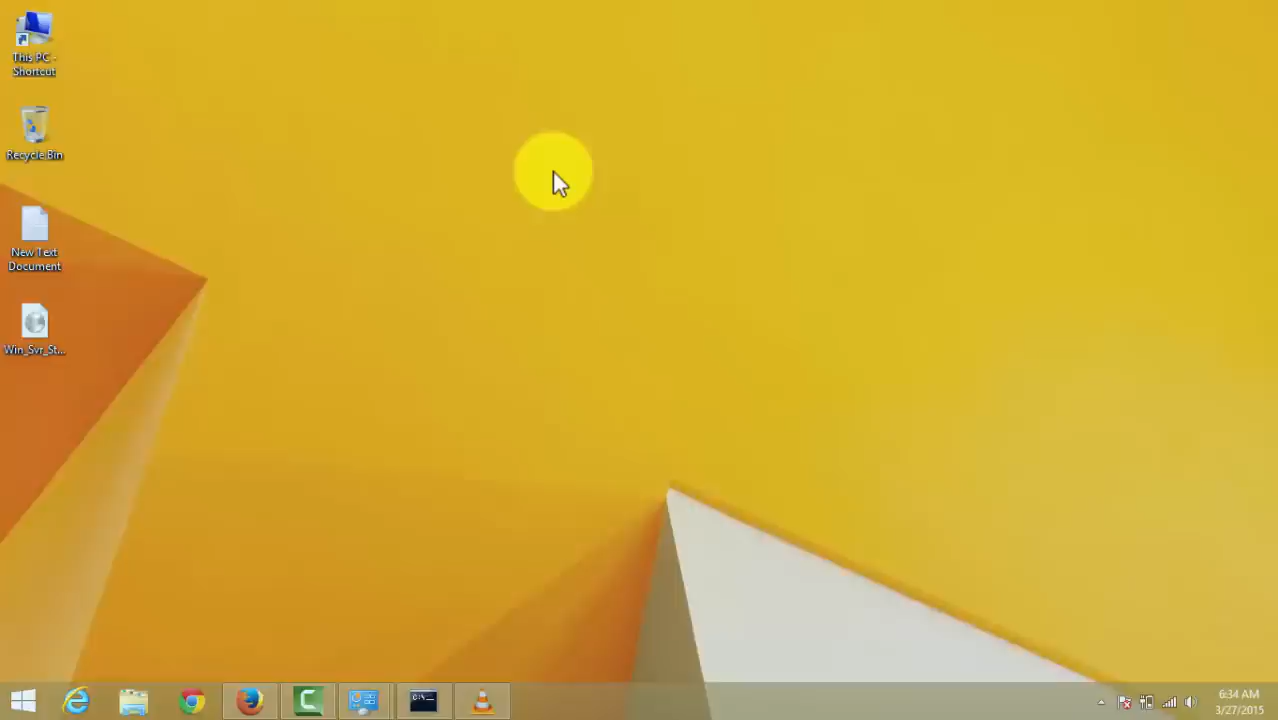 This PC -
Shortcut
Recycle Bin
New Text
Document
Win_Svr_St...
C:\_
6:34 AM
3/27/2015